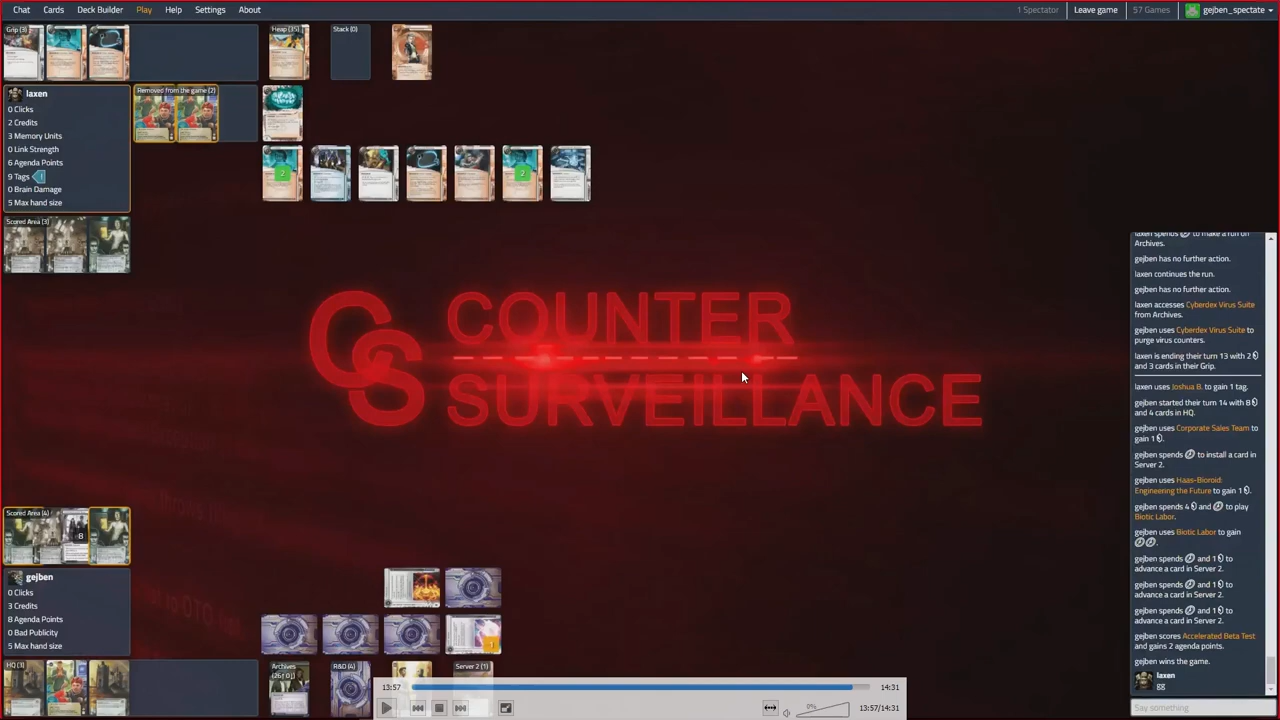 Chat Cards Deck Builder Play Help Settings About
1 Spectator Leave game 57 Games gejben_spectate
Grip (3)
Heap (35)
Stack (0)
laxen
0 Clicks
2 Credits
3 Memory Units
0 Link Strength
6 Agenda Points
9 Tags
0 Brain Damage
5 Max hand size
Removed from the game (2)
2
2
Scored Area (3)
COUNTER
CS
SURVEILLANCE
Scored Area (4)
8
gejben
0 Clicks
3 Credits
8 Agenda Points
0 Bad Publicity
5 Max hand size
1
HQ (3)
Archives
R&D (4)
Server 2 (1)
13:57
14:31
0%
13:57/14:31
laxen spends to make a run on
Archives.
gejben has no further action.
laxen continues the run.
gejben has no further action.
laxen accesses Cyberdex Virus Suite
from Archives.
gejben uses Cyberdex Virus Suite to
purge virus counters.
laxen is ending their turn 13 with 2
and 3 cards in their Grip.
laxen uses Joshua B. to gain 1 tag.
gejben started their turn 14 with 8
and 4 cards in HQ.
gejben uses Corporate Sales Team to
gain 1.
gejben spends to install a card in
Server 2.
gejben uses Haas-Bioroid:
Engineering the Future to gain 1.
gejben spends 4 and to play
Biotic Labor.
gejben uses Biotic Labor to gain
gejben spends and 1 to
advance a card in Server 2.
gejben spends and 1 to
advance a card in Server 2.
gejben spends and 1 to
advance a card in Server 2.
gejben scores Accelerated Beta Test
and gains 2 agenda points.
gejben wins the game.
laxen
gg
Say something